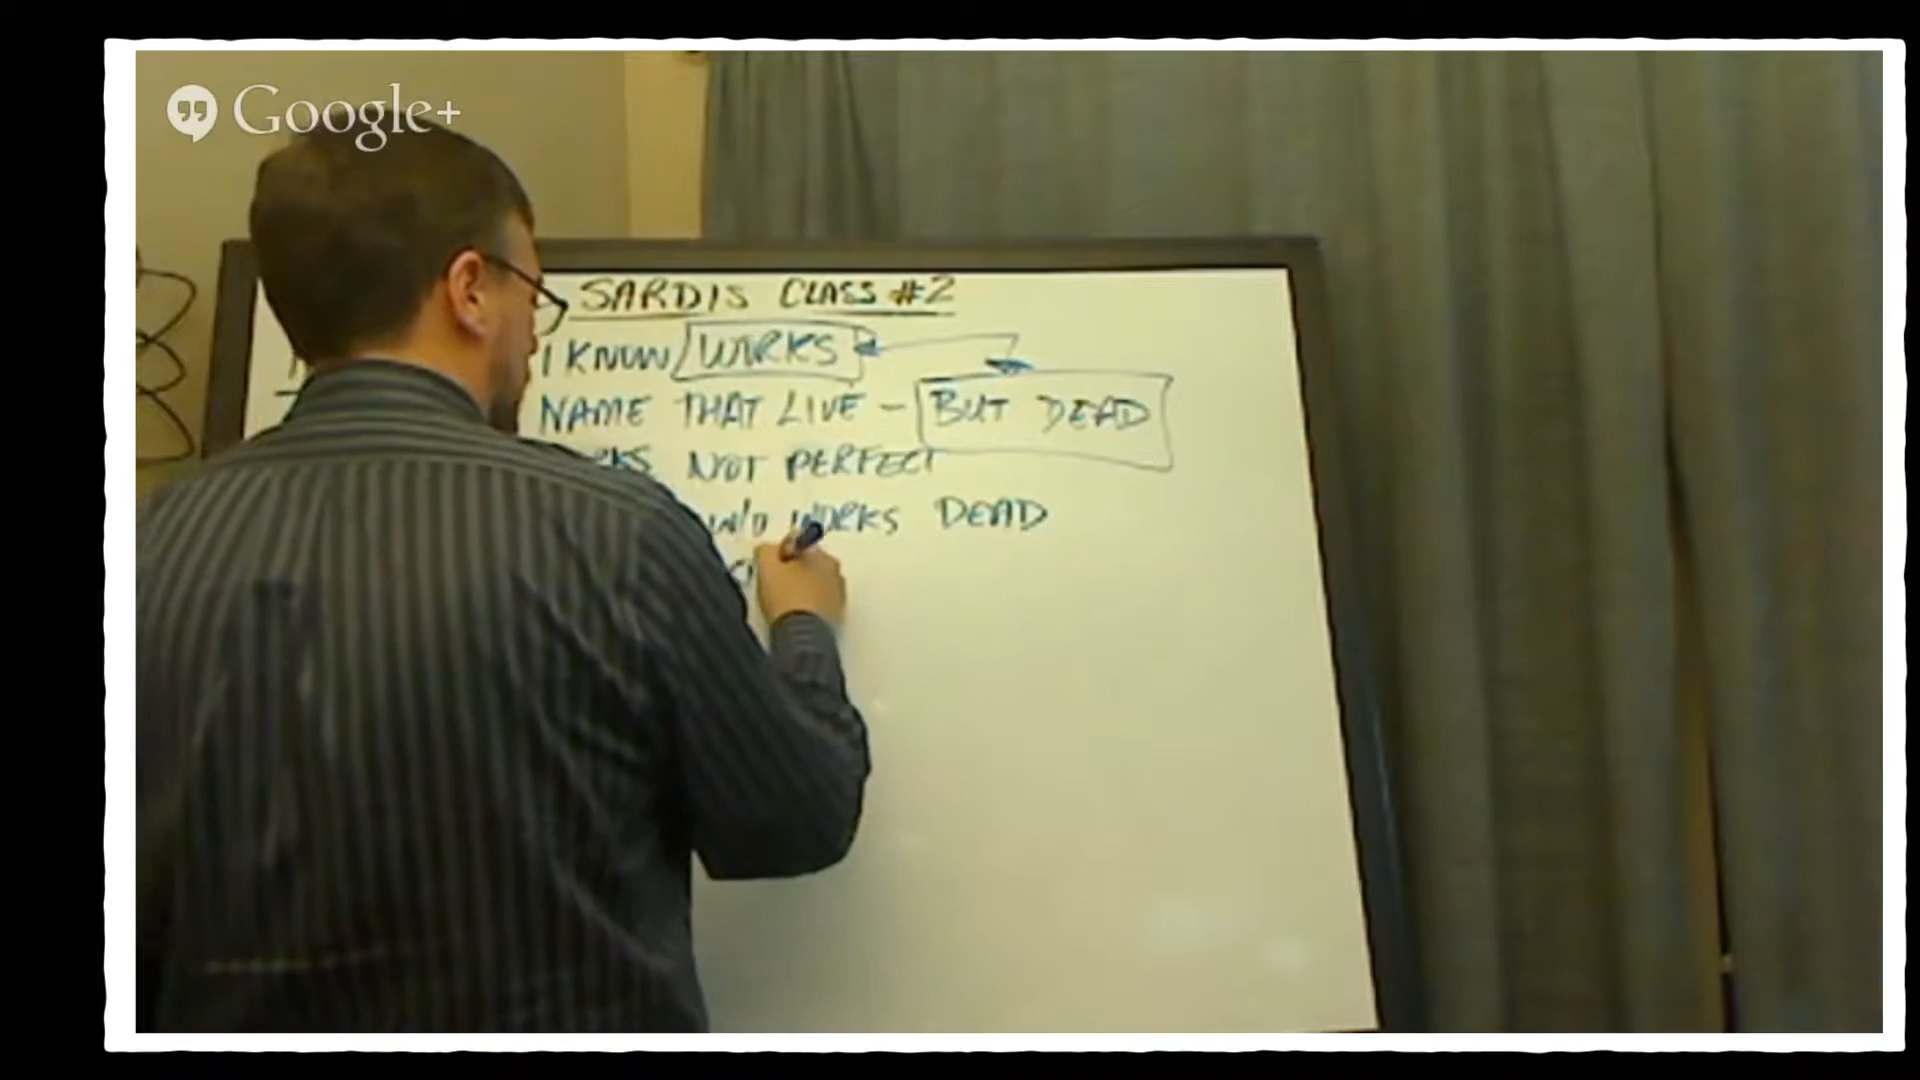 Google+
SARDIS CLASS #2
I KNOW WORKS
NAME THAT LIVE - BUT DEAD
NOT PERFECT
W/O WORKS DEAD